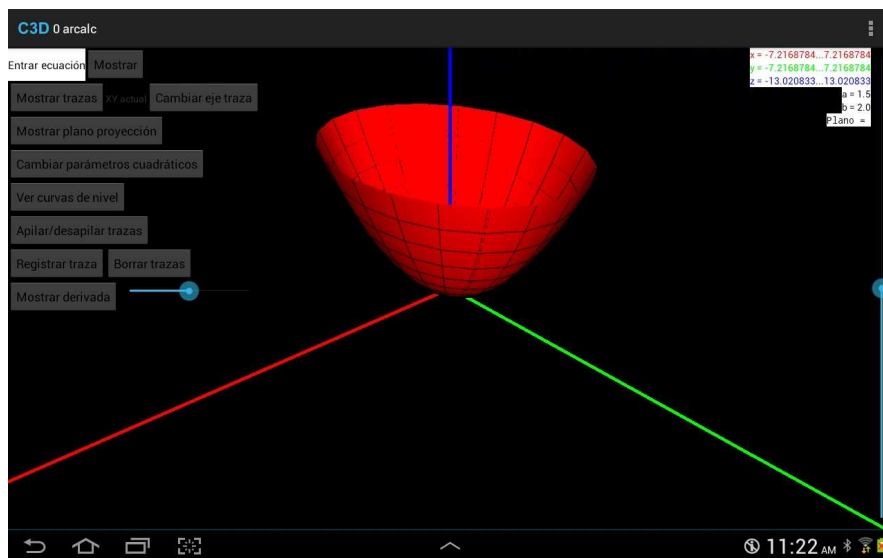 C3D 0 arcalc
Entrar ecuación Mostrar
Mostrar trazas XY actual Cambiar eje traza
Mostrar plano proyección
Cambiar parámetros cuadráticos
Ver curvas de nivel
Apilar/desapilar trazas
Registrar traza Borrar trazas
Mostrar derivada
x = -7.2168784...7.2168784
y = -7.2168784...7.2168784
z = -13.020833...13.020833
a = 1.5
b = 2.0
Plano =
11:22 AM